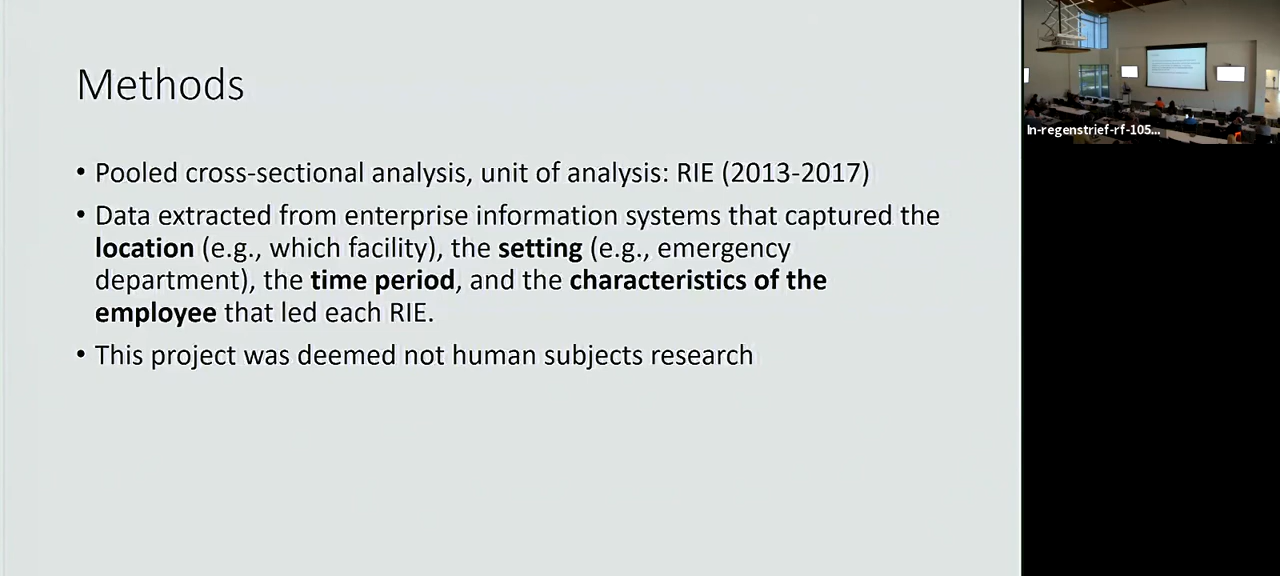 Methods
• Pooled cross-sectional analysis, unit of analysis: RIE (2013-2017)
• Data extracted from enterprise information systems that captured the
location (e.g., which facility), the setting (e.g., emergency
department), the time period, and the characteristics of the
employee that led each RIE.
• This project was deemed not human subjects research
In-regenstrief-rf-105...